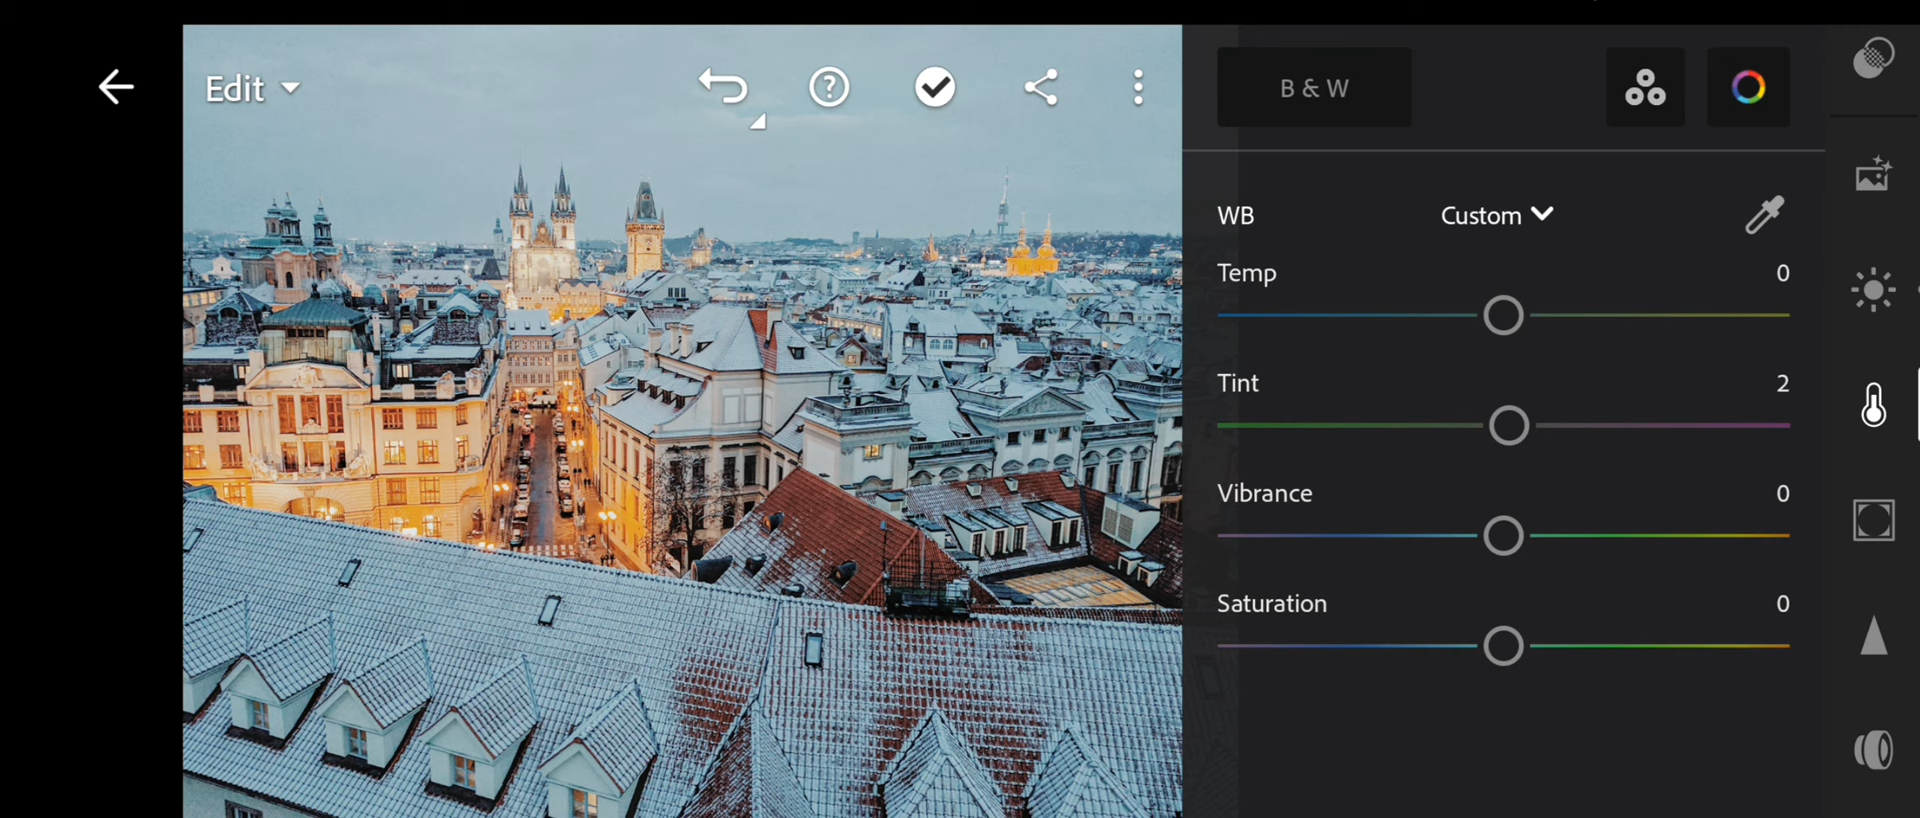 Edit
?
B & W
WB Custom
Temp 0
Tint 2
Vibrance 0
Saturation 0